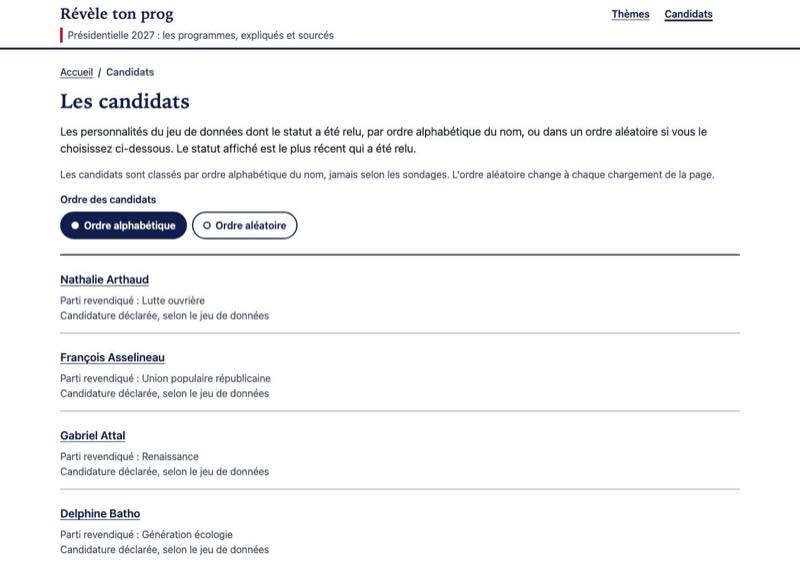 Révèle ton prog
Thèmes Candidats
Présidentielle 2027 : les programmes, expliqués et sourcés
Accueil / Candidats
Les candidats
Les personnalités du jeu de données dont le statut a été relu, par ordre alphabétique du nom, ou dans un ordre aléatoire si vous le
choisissez ci-dessous. Le statut affiché est le plus récent qui a été relu.
Les candidats sont classés par ordre alphabétique du nom, jamais selon les sondages. L'ordre aléatoire change à chaque chargement de la page.
Ordre des candidats
Ordre alphabétique Ordre aléatoire
Nathalie Arthaud
Parti revendiqué : Lutte ouvrière
Candidature déclarée, selon le jeu de données
François Asselineau
Parti revendiqué : Union populaire républicaine
Candidature déclarée, selon le jeu de données
Gabriel Attal
Parti revendiqué : Renaissance
Candidature déclarée, selon le jeu de données
Delphine Batho
Parti revendiqué : Génération écologie
Candidature déclarée, selon le jeu de données